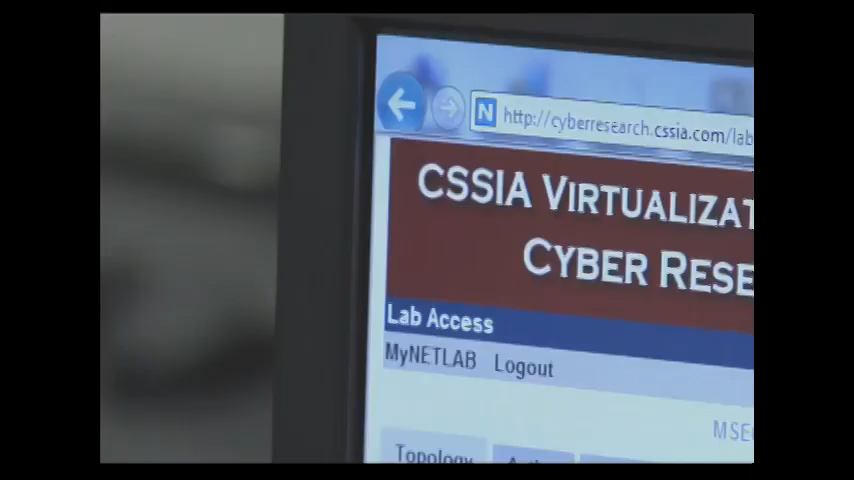 N http://cyberresearch.cssia.com/lab
CSSIA VIRTUALIZAT
CYBER RESE
Lab Access
MyNETLAB Logout
MSE
Topology